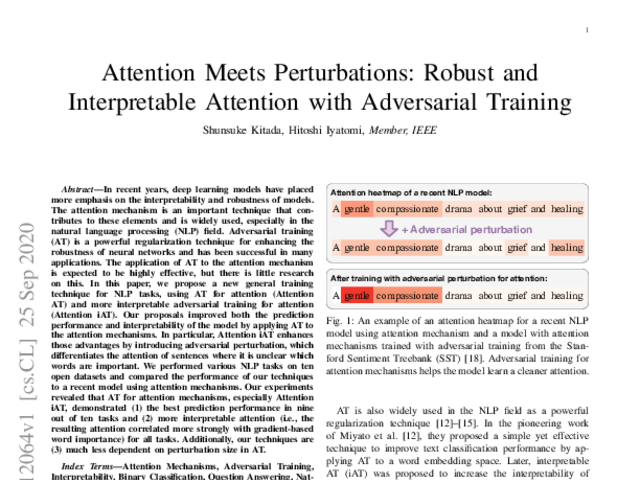 1
Attention Meets Perturbations: Robust and
Interpretable Attention with Adversarial Training
Shunsuke Kitada, Hitoshi Iyatomi, Member, IEEE
12064v1 [cs.CL] 25 Sep 2020
Abstract—In recent years, deep learning models have placed
more emphasis on the interpretability and robustness of models.
The attention mechanism is an important technique that con-
tributes to these elements and is widely used, especially in the
natural language processing (NLP) field. Adversarial training
(AT) is a powerful regularization technique for enhancing the
robustness of neural networks and has been successful in many
applications. The application of AT to the attention mechanism
is expected to be highly effective, but there is little research
on this. In this paper, we propose a new general training
technique for NLP tasks, using AT for attention (Attention
AT) and more interpretable adversarial training for attention
(Attention iAT). Our proposals improved both the prediction
performance and interpretability of the model by applying AT to
the attention mechanisms. In particular, Attention iAT enhances
those advantages by introducing adversarial perturbation, which
differentiates the attention of sentences where it is unclear which
words are important. We performed various NLP tasks on ten
open datasets and compared the performance of our techniques
to a recent model using attention mechanisms. Our experiments
revealed that AT for attention mechanisms, especially Attention
iAT, demonstrated (1) the best prediction performance in nine
out of ten tasks and (2) more interpretable attention (i.e., the
resulting attention correlated more strongly with gradient-based
word importance) for all tasks. Additionally, our techniques are
(3) much less dependent on perturbation size in AT.
Index Terms—Attention Mechanisms, Adversarial Training,
Interpretability, Binary Classification, Question Answering, Nat-
Attention heatmap of a recent NLP model:
A gentle compassionate drama about grief and healing
+ Adversarial perturbation
A gentle compassionate drama about grief and healing
After training with adversarial perturbation for attention:
A gentle compassionate drama about grief and healing
Fig. 1: An example of an attention heatmap for a recent NLP
model using attention mechanism and a model with attention
mechanisms trained with adversarial training from the Stan-
ford Sentiment Treebank (SST) [18]. Adversarial training for
attention mechanisms helps the model learn a cleaner attention.
AT is also widely used in the NLP field as a powerful
regularization technique [12]–[15]. In the pioneering work
of Miyato et al. [12], they proposed a simple yet effective
technique to improve text classification performance by ap-
plying AT to a word embedding space. Later, interpretable
AT (iAT) was proposed to increase the interpretability of